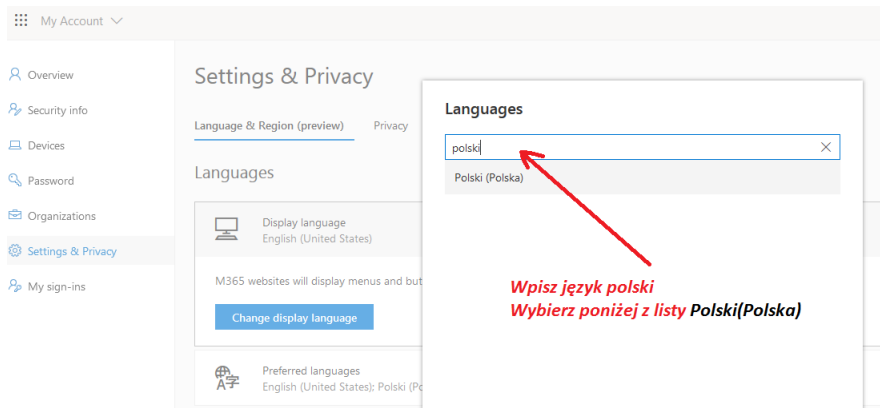 My Account
Overview
Security info
Devices
Password
Organizations
Settings & Privacy
My sign-ins
Settings & Privacy
Language & Region (preview) Privacy
Languages
Display language
English (United States)
M365 websites will display menus and but
Change display language
Preferred languages
English (United States); Polski (Po
Languages
polski
Polski (Polska)
Wpisz język polski
Wybierz poniżej z listy Polski(Polska)